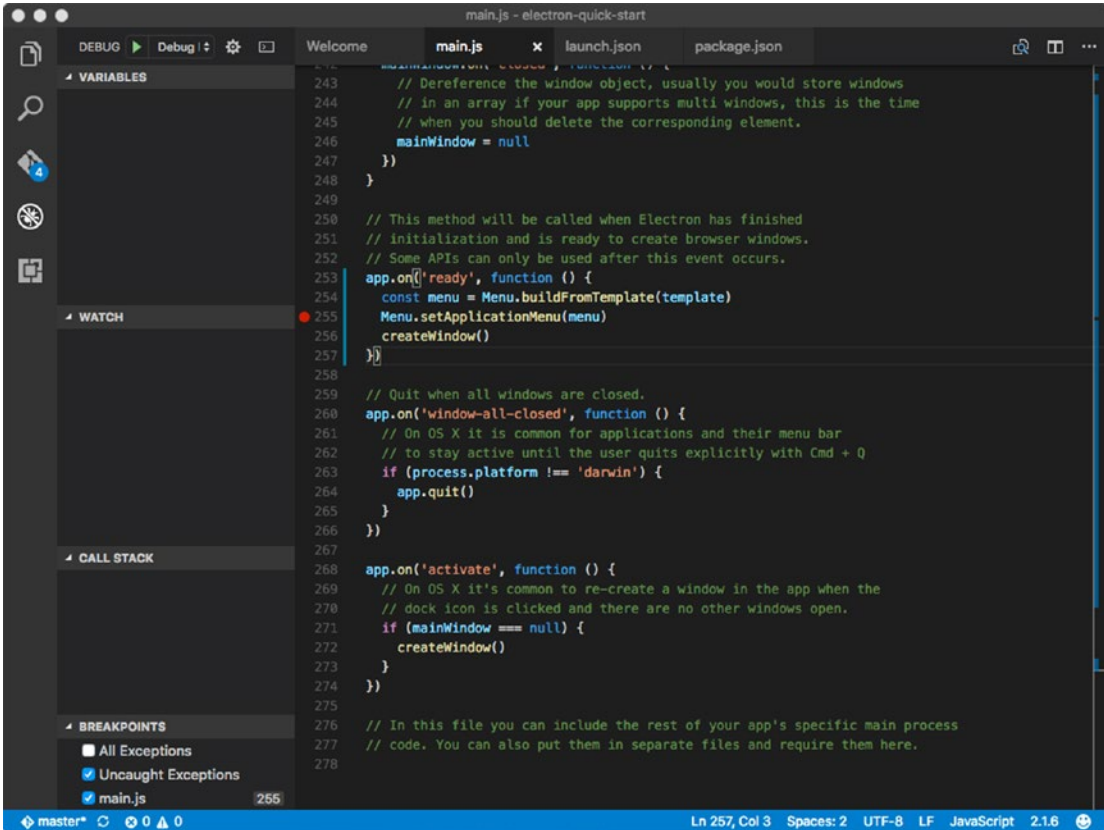 main.js - electron-quick-start
DEBUG Debug
Welcome main.js launch.json package.json
VARIABLES
WATCH
CALL STACK
BREAKPOINTS
All Exceptions
Uncaught Exceptions
main.js 255
4
242 mainWindow.on('closed', function () {
243 // Dereference the window object, usually you would store windows
244 // in an array if your app supports multi windows, this is the time
245 // when you should delete the corresponding element.
246 mainWindow = null
247 })
248 }
249
250 // This method will be called when Electron has finished
251 // initialization and is ready to create browser windows.
252 // Some APIs can only be used after this event occurs.
253 app.on('ready', function () {
254 const menu = Menu.buildFromTemplate(template)
255 Menu.setApplicationMenu(menu)
256 createWindow()
257 })
258
259 // Quit when all windows are closed.
260 app.on('window-all-closed', function () {
261 // On OS X it is common for applications and their menu bar
262 // to stay active until the user quits explicitly with Cmd + Q
263 if (process.platform !== 'darwin') {
264 app.quit()
265 }
266 })
267
268 app.on('activate', function () {
269 // On OS X it's common to re-create a window in the app when the
270 // dock icon is clicked and there are no other windows open.
271 if (mainWindow === null) {
272 createWindow()
273 }
274 })
275
276 // In this file you can include the rest of your app's specific main process
277 // code. You can also put them in separate files and require them here.
278
master* 0 0 Ln 257, Col 3 Spaces: 2 UTF-8 LF JavaScript 2.1.6